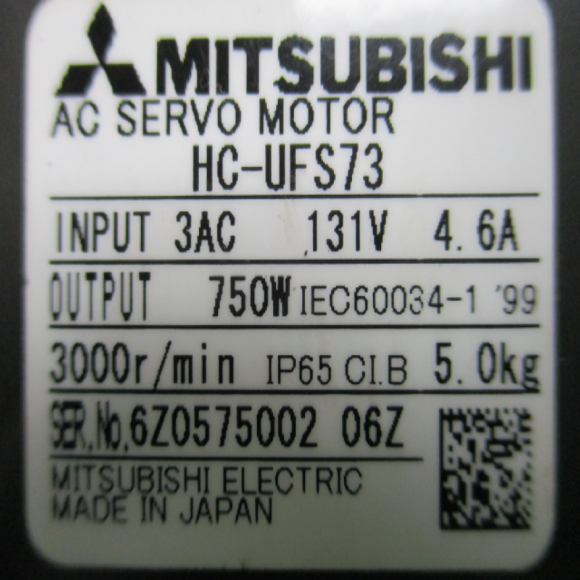 MITSUBISHI
AC SERVO MOTOR
HC-UFS73
INPUT 3AC 131V 4.6A
OUTPUT 750W IEC60034-1 '99
3000r/min IP65 CI.B 5.0kg
SER.No.6Z0575002 06Z
MITSUBISHI ELECTRIC
MADE IN JAPAN